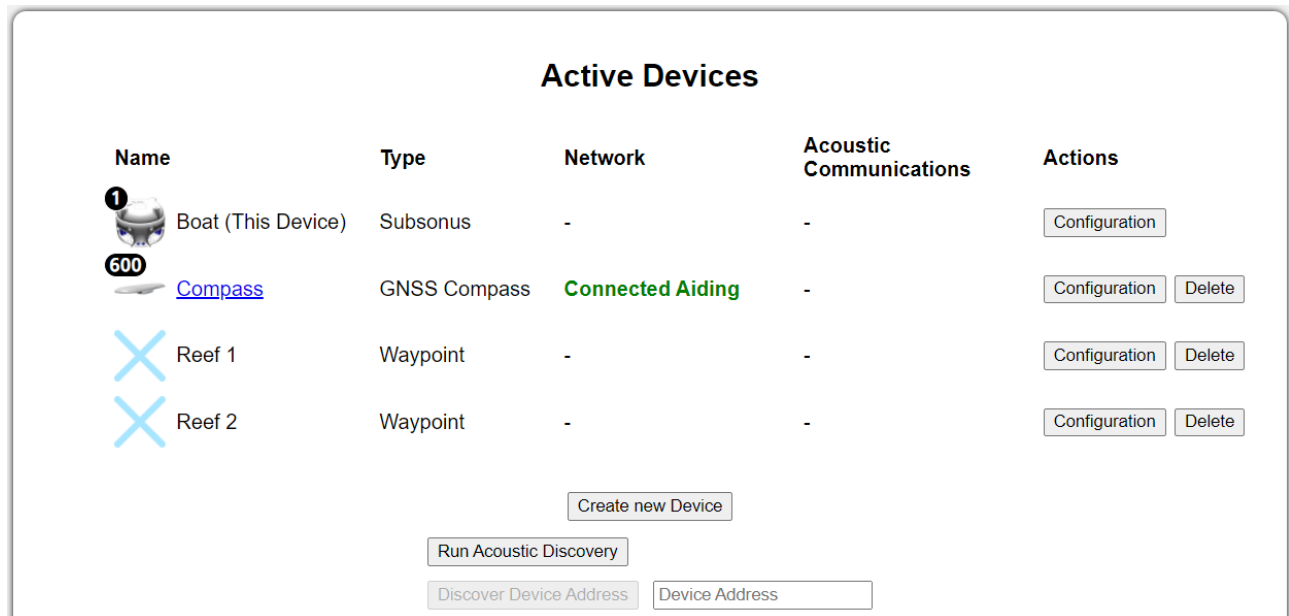 Active Devices
Name Type Network Acoustic Communications Actions
1
Boat (This Device) Subsonus - - Configuration
600
Compass GNSS Compass Connected Aiding - Configuration Delete
Reef 1 Waypoint - - Configuration Delete
Reef 2 Waypoint - - Configuration Delete
Create new Device
Run Acoustic Discovery
Discover Device Address Device Address